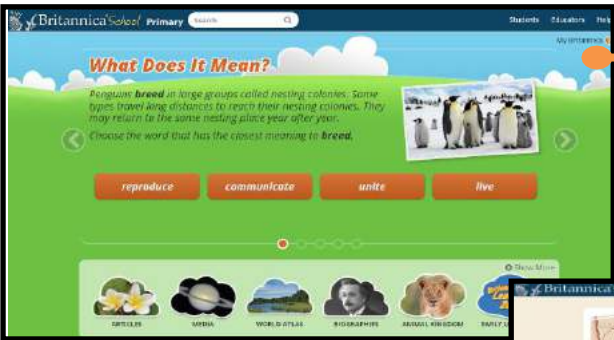 Britannica School Primary
Search
Students Educators Help
My Britannica
What Does It Mean?
Penguins breed in large groups called nesting colonies. Some
types travel long distances to reach their nesting colonies. They
may return to the same nesting place year after year.
Choose the word that has the closest meaning to breed.
reproduce communicate unite live
Show More
ARTICLES MEDIA WORLD ATLAS BIOGRAPHIES ANIMAL KINGDOM EARLY
Britannica